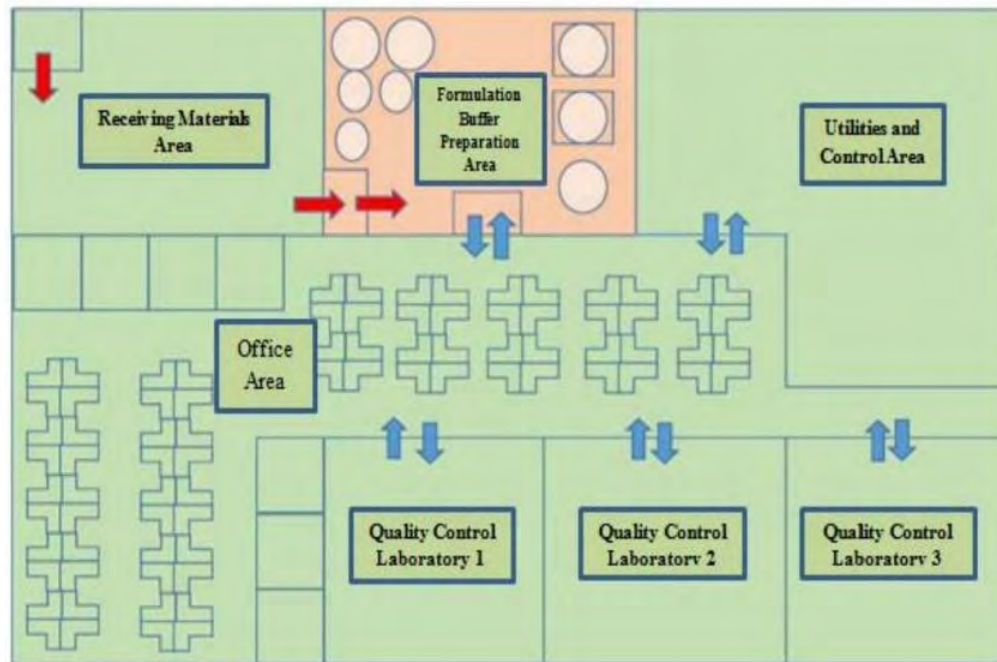 Receiving Materials
Area
Formulation
Buffer
Preparation
Area
Utilities and
Control Area
Office
Area
Quality Control
Laboratory 1
Quality Control
Laboratory 2
Quality Control
Laboratory 3